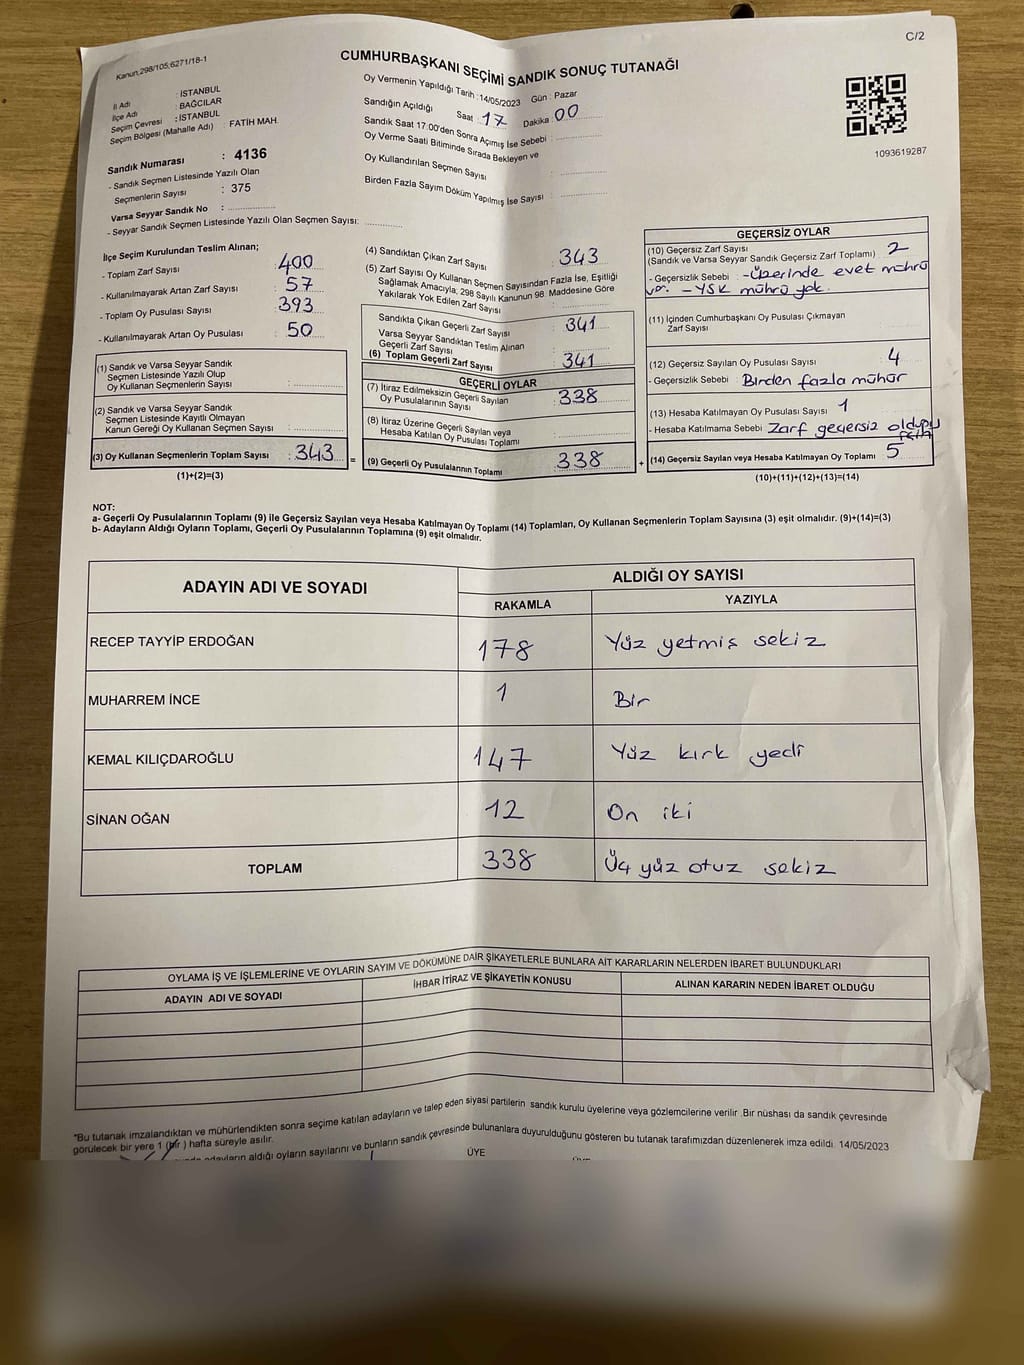 C/2
Kanun,298/105;6271/18-1
CUMHURBAŞKANI SEÇİMİ SANDIK SONUÇ TUTANAĞI
İl Adı : İSTANBUL
İlçe Adı : BAĞCILAR
Seçim Çevresi : İSTANBUL
Seçim Bölgesi (Mahalle Adı) : FATİH MAH.
Sandık Numarası : 4136
- Sandık Seçmen Listesinde Yazılı Olan
Seçmenlerin Sayısı : 375
Varsa Seyyar Sandık No :
- Seyyar Sandık Seçmen Listesinde Yazılı Olan Seçmen Sayısı:
Oy Vermenin Yapıldığı Tarih :14/05/2023 Gün : Pazar
Sandığın Açıldığı Saat 17 Dakika 00
Sandık Saat 17:00'den Sonra Açımış İse Sebebi :
Oy Verme Saati Bitiminde Sırada Bekleyen ve
Oy Kullandırılan Seçmen Sayısı :
Birden Fazla Sayım Döküm Yapılmış İse Sayısı :
1093619287
İlçe Seçim Kurulundan Teslim Alınan;
- Toplam Zarf Sayısı : 400
- Kullanılmayarak Artan Zarf Sayısı : 57
- Toplam Oy Pusulası Sayısı : 393
- Kullanılmayarak Artan Oy Pusulası : 50
(1) Sandık ve Varsa Seyyar Sandık
Seçmen Listesinde Yazılı Olup
Oy Kullanan Seçmenlerin Sayısı :
(2) Sandık ve Varsa Seyyar Sandık
Seçmen Listesinde Kayıtlı Olmayan
Kanun Gereği Oy Kullanan Seçmen Sayısı :
(3) Oy Kullanan Seçmenlerin Toplam Sayısı : 343 =
(1)+(2)=(3)
(4) Sandıktan Çıkan Zarf Sayısı : 343
(5) Zarf Sayısı Oy Kullanan Seçmen Sayısından Fazla İse, Eşitliği
Sağlamak Amacıyla, 298 Sayılı Kanunun 98. Maddesine Göre
Yakılarak Yok Edilen Zarf Sayısı :
Sandıkta Çıkan Geçerli Zarf Sayısı : 341
Varsa Seyyar Sandıktan Teslim Alınan
Geçerli Zarf Sayısı :
(6) Toplam Geçerli Zarf Sayısı : 341
GEÇERLİ OYLAR
(7) İtiraz Edilmeksizin Geçerli Sayılan
Oy Pusulalarının Sayısı : 338
(8) İtiraz Üzerine Geçerli Sayılan veya
Hesaba Katılan Oy Pusulası Toplamı :
(9) Geçerli Oy Pusulalarının Toplamı : 338 +
GEÇERSİZ OYLAR
(10) Geçersiz Zarf Sayısı
(Sandık ve Varsa Seyyar Sandık Geçersiz Zarf Toplamı) : 2
- Geçersizlik Sebebi : -Üzerinde evet mührü
var. - YSK mührü yok.
(11) İçinden Cumhurbaşkanı Oy Pusulası Çıkmayan
Zarf Sayısı :
(12) Geçersiz Sayılan Oy Pusulası Sayısı : 4
- Geçersizlik Sebebi : Birden fazla mühür
(13) Hesaba Katılmayan Oy Pusulası Sayısı : 1
- Hesaba Katılmama Sebebi : Zarf geçersiz olduğu
için
(14) Geçersiz Sayılan veya Hesaba Katılmayan Oy Toplamı : 5
(10)+(11)+(12)+(13)=(14)
NOT:
a- Geçerli Oy Pusulalarının Toplamı (9) ile Geçersiz Sayılan veya Hesaba Katılmayan Oy Toplamı (14) Toplamları, Oy Kullanan Seçmenlerin Toplam Sayısına (3) eşit olmalıdır. (9)+(14)=(3)
b- Adayların Aldığı Oyların Toplamı, Geçerli Oy Pusulalarının Toplamına (9) eşit olmalıdır.
ADAYIN ADI VE SOYADI ALDIĞI OY SAYISI
RAKAMLA YAZIYLA
RECEP TAYYİP ERDOĞAN 178 Yüz yetmiş sekiz
MUHARREM İNCE 1 Bir
KEMAL KILIÇDAROĞLU 147 Yüz kırk yedi
SİNAN OĞAN 12 On iki
TOPLAM 338 Üç yüz otuz sekiz
OYLAMA İŞ VE İŞLEMLERİNE VE OYLARIN SAYIM VE DÖKÜMÜNE DAİR ŞİKAYETLERLE BUNLARA AİT KARARLARIN NELERDEN İBARET BULUNDUKLARI
ADAYIN ADI VE SOYADI İHBAR İTİRAZ VE ŞİKAYETİN KONUSU ALINAN KARARIN NEDEN İBARET OLDUĞU
*Bu tutanak imzalandıktan ve mühürlendikten sonra seçime katılan adayların ve talep eden siyasi partilerin sandık kurulu üyelerine veya gözlemcilerine verilir .Bir nüshası da sandık çevresinde
görülecek bir yere 1 (bir ) hafta süreyle asılır.
adayların aldığı oyların sayılarını ve bunların sandık çevresinde bulunanlara duyurulduğunu gösteren bu tutanak tarafımızdan düzenlenerek imza edildi. 14/05/2023
ÜYE